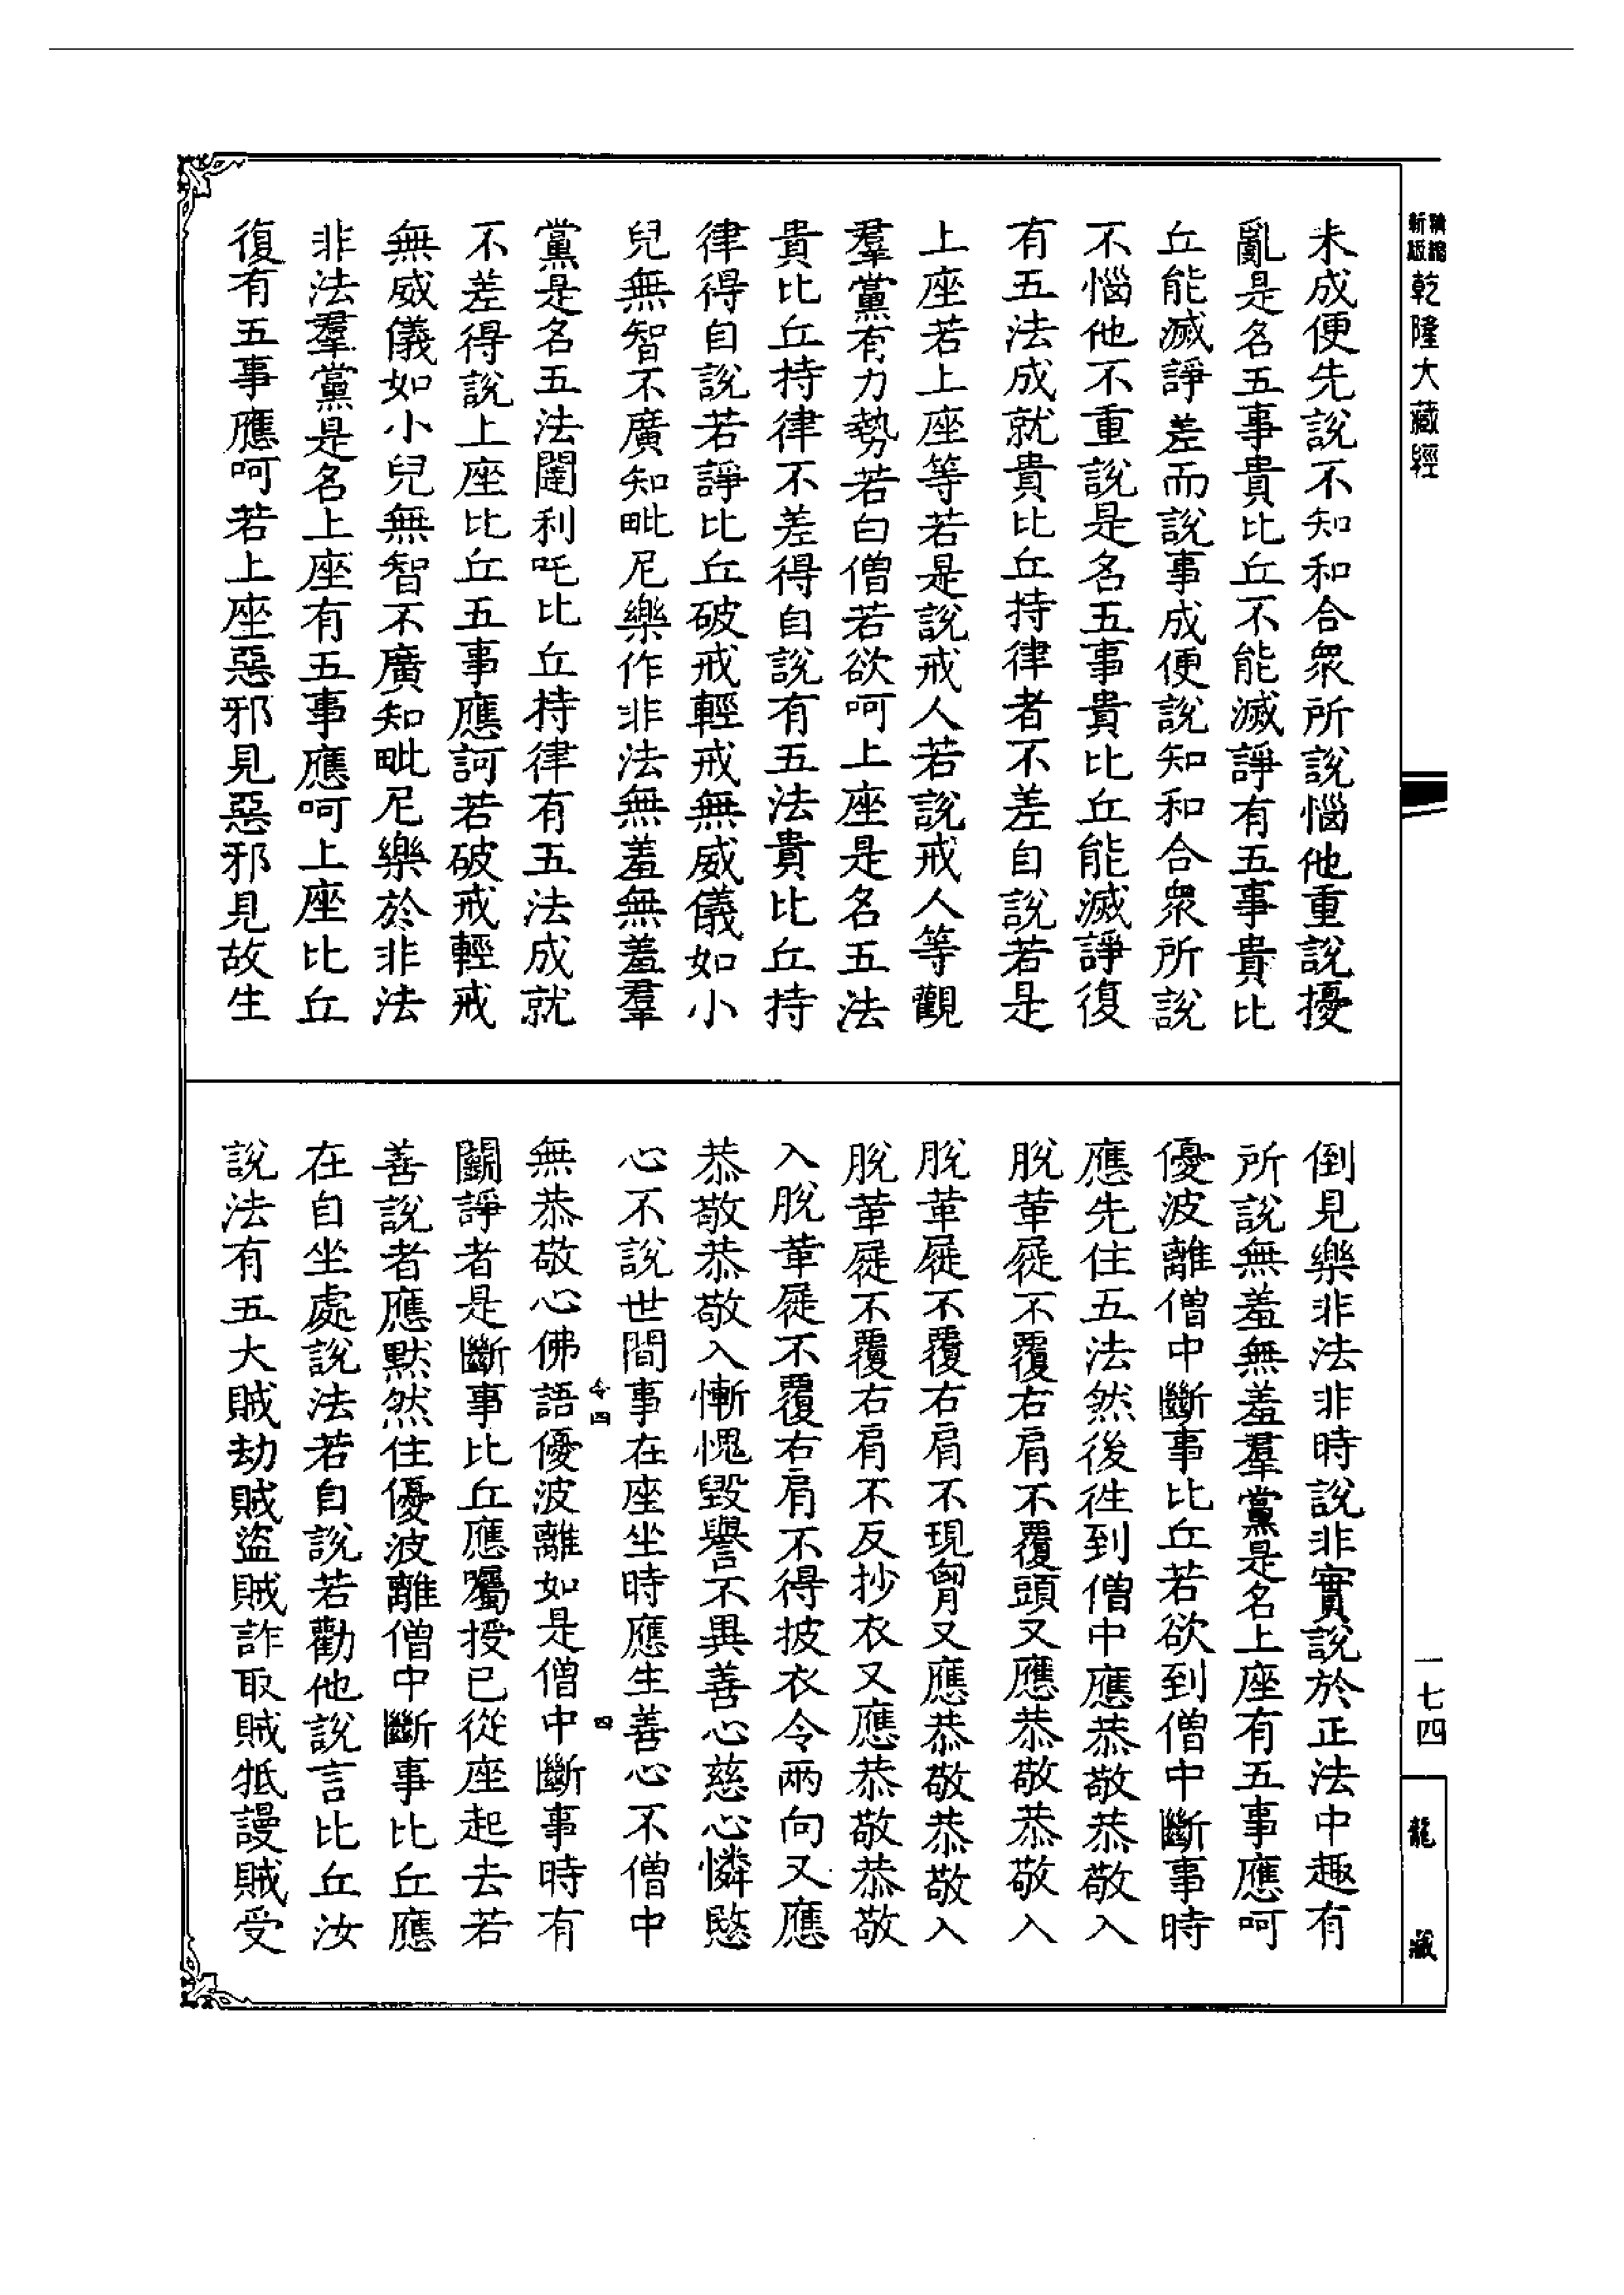 新版
精縮
乾隆大藏經
一七四
龍藏
未成便先說不知和合衆所說惱他重說擾
亂是名五事貴比丘不能滅諍有五事貴比
丘能滅諍差而說事成便說知和合衆所說
不惱他不重說是名五事貴比丘能滅諍復
有五法成就貴比丘持律者不差自說若是
上座若上座等若是說戒人若說戒人等觀
羣黨有力勢若白僧若欲呵上座是名五法
貴比丘持律不差得自說有五法貴比丘持
律得自說若諍比丘破戒輕戒無威儀如小
兒無智不廣知毗尼樂作非法無羞無羞羣
黨是名五法闥利吒比丘持律有五法成就
不差得說上座比丘五事應訶若破戒輕戒
無威儀如小兒無智不廣知毗尼樂於非法
非法羣黨是名上座有五事應呵上座比丘
復有五事應呵若上座惡邪見惡邪見故生
倒見樂非法非時說非實說於正法中趣有
所說無羞無羞羣黨是名上座有五事應呵
優波離僧中斷事比丘若欲到僧中斷事時
應先住五法然後徃到僧中應恭敬恭敬入
脫革屣不覆右肩不覆頭又應恭敬恭敬入
脫革屣不覆右肩不現胷又應恭敬恭敬入
脫革屣不覆右肩不反抄衣又應恭敬恭敬
入脫革屣不覆右肩不得披衣令兩向又應
恭敬恭敬入慚愧毀譽不異善心慈心憐愍
心不說世間事在座坐時應生善心不僧中
四
無恭敬心佛語優波離如是僧中斷事時有
鬭諍者是斷事比丘應囑授已從座起去若
善說者應默然住優波離僧中斷事比丘應
在自坐處說法若自說若勸他說言比丘汝
說法有五大賊劫賊盜賊詐取賊抵謾賊受